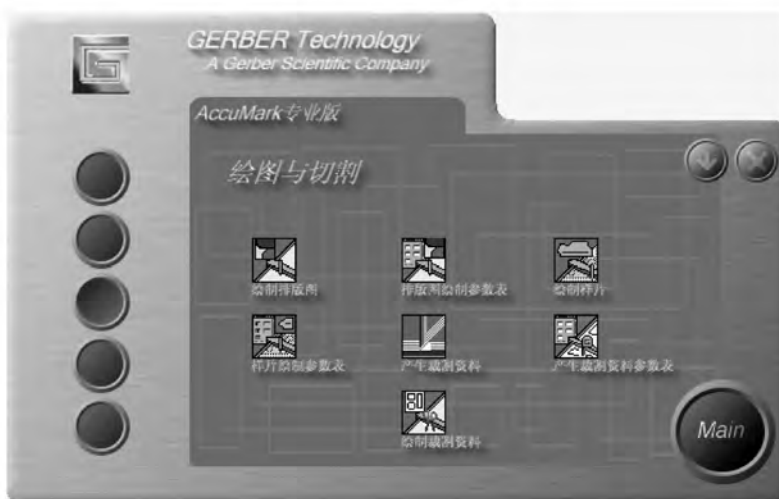 GERBER Technology
A Gerber Scientific Company
AccuMark专业版
绘图与切割
绘制排版图
排版图绘制参数表
绘制样片
样片绘制参数表
产生裁割资料
产生裁割资料参数表
绘制裁割资料
Main